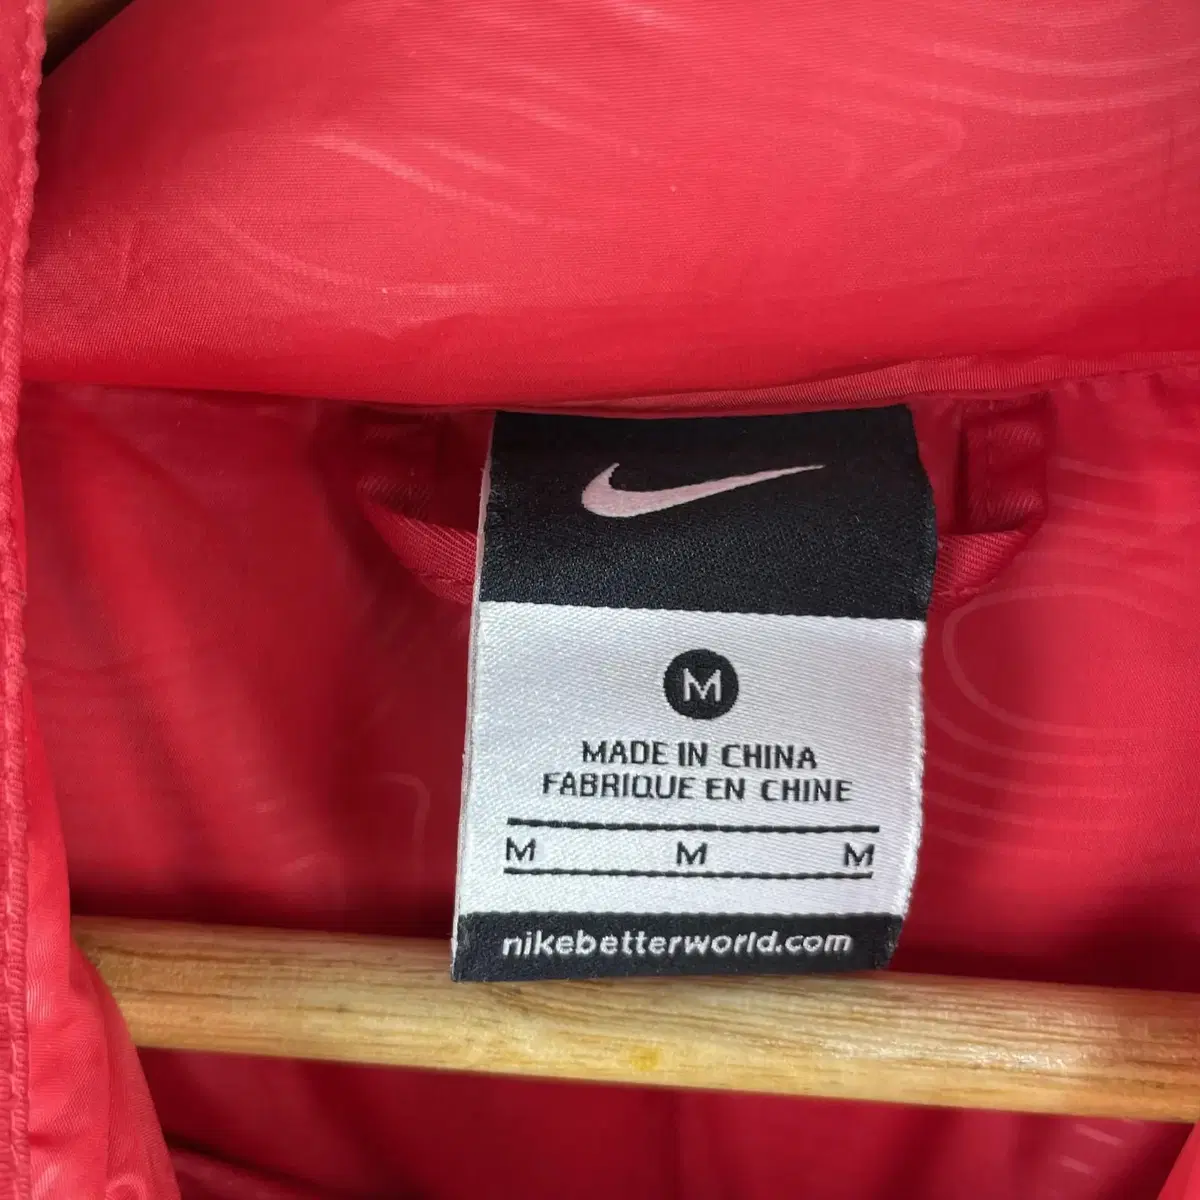 M
MADE IN CHINA
FABRIQUE EN CHINE
M M M
nikebetterworld.com